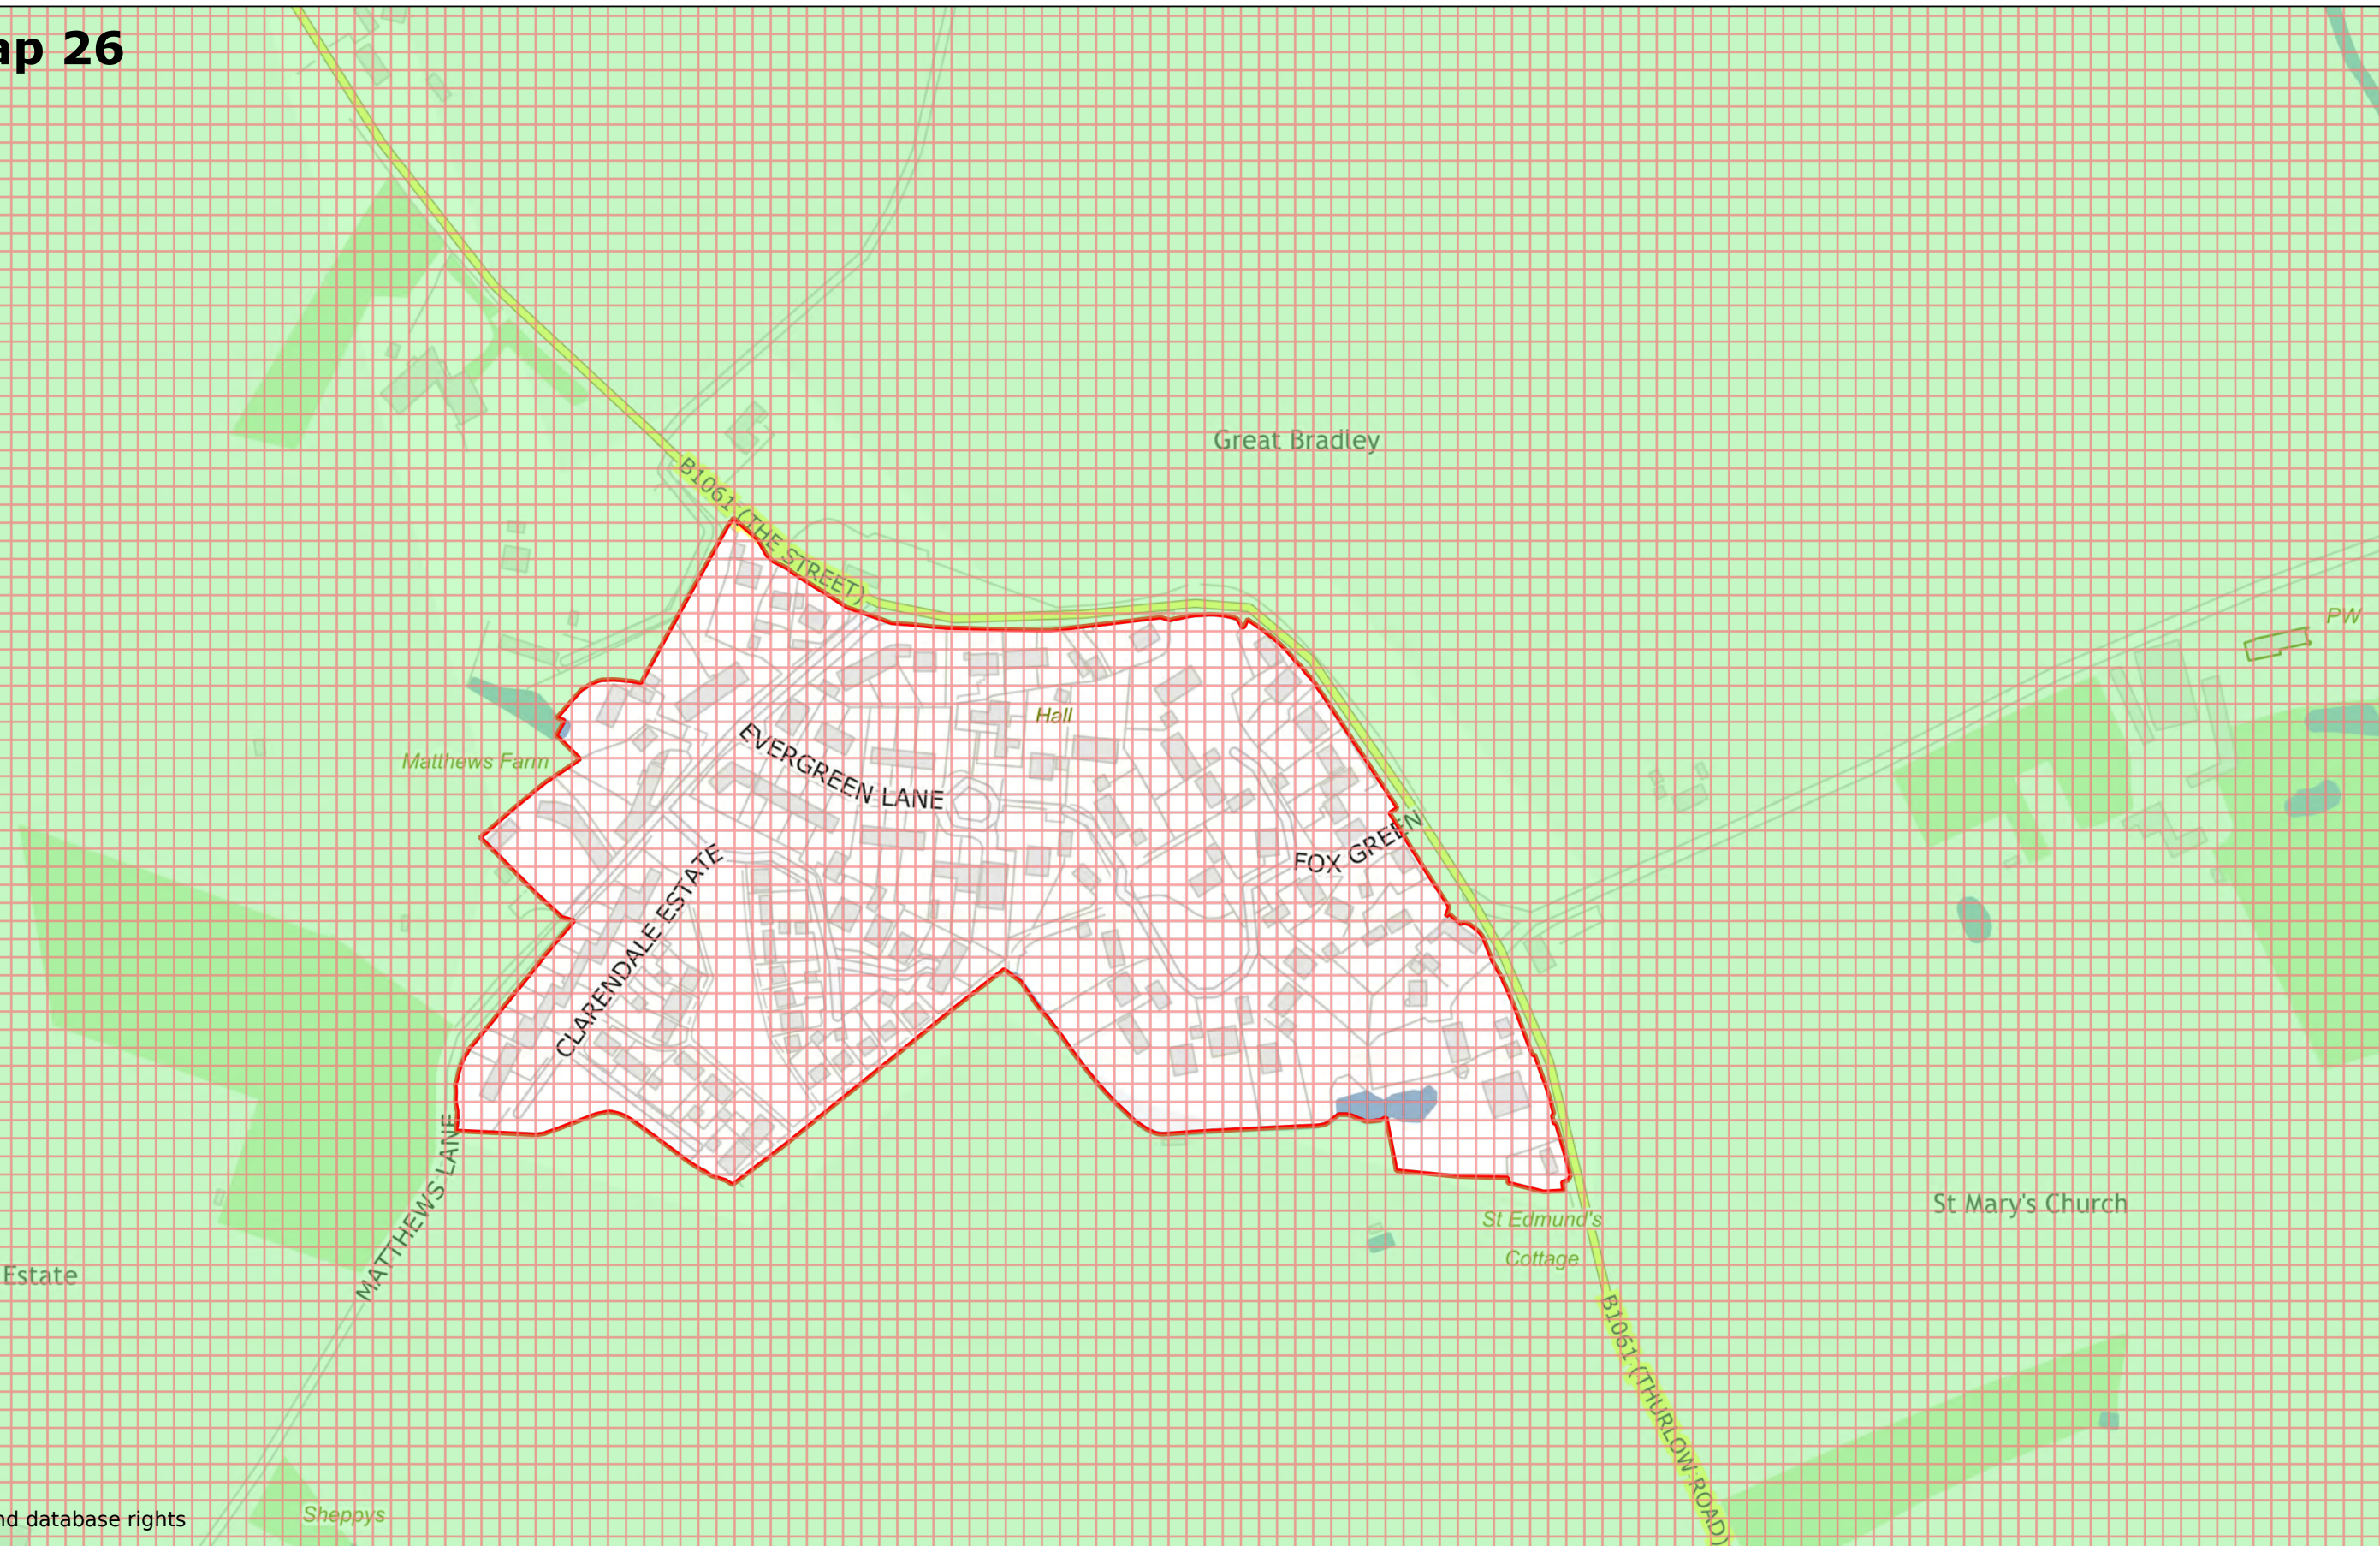 ap 26
Great Bradley
B1061 (THE STREET)
PW
Hall
Matthews Farm
EVERGREEN LANE
FOX GREEN
CLARENDALE ESTATE
MATTHEWS LANE
St Mary's Church
St Edmund's
Cottage
Estate
B1061 (THURLOW ROAD)
Sheppys
nd database rights